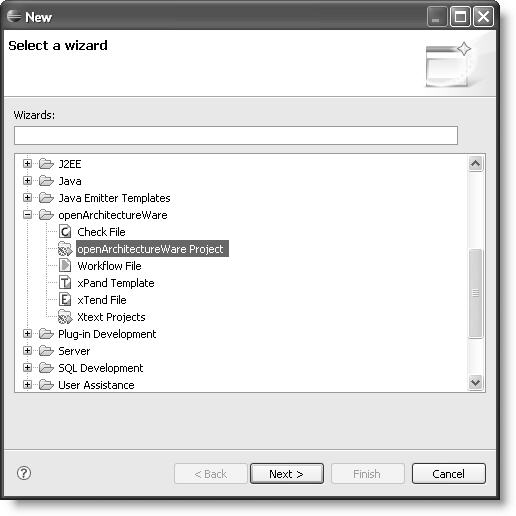 New
Select a wizard
Wizards:
J2EE
Java
Java Emitter Templates
openArchitectureWare
Check File
openArchitectureWare Project
Workflow File
xPand Template
xTend File
Xtext Projects
Plug-in Development
Server
SQL Development
User Assistance
< Back
Next >
Finish
Cancel